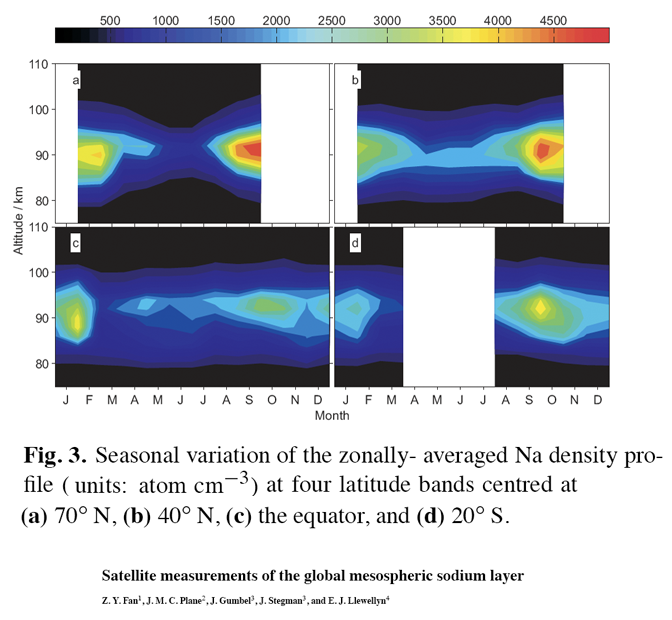 500 1000 1500 2000 2500 3000 3500 4000 4500
110
a
b
100
90
80
Altitude / km
110
c
d
100
90
80
J F M A M J J A S O N D J F M A M J J A S O N D
Month
Fig. 3. Seasonal variation of the zonally- averaged Na density pro-
file ( units: atom cm−3) at four latitude bands centred at
(a) 70° N, (b) 40° N, (c) the equator, and (d) 20° S.
Satellite measurements of the global mesospheric sodium layer
Z. Y. Fan1, J. M. C. Plane2, J. Gumbel3, J. Stegman3, and E. J. Llewellyn4